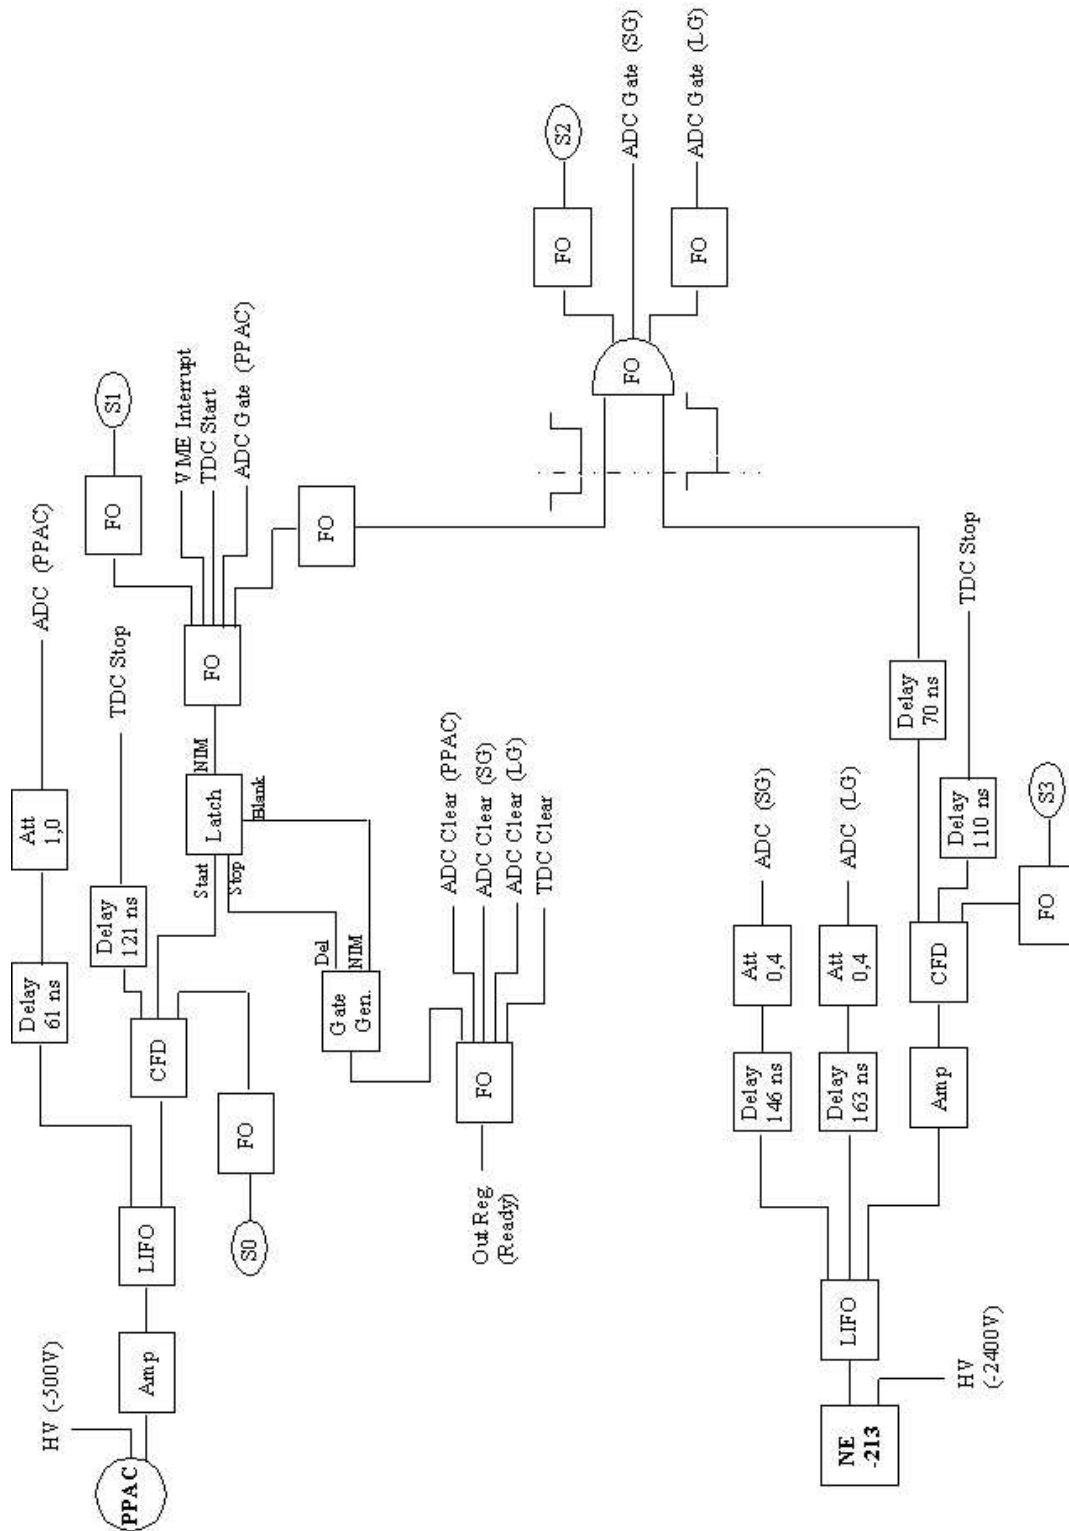 PPAC
HV (-500V)
Amp
LIFO
Delay
61 ns
Att
1,0
ADC (PPAC)
CFD
Delay
121 ns
TDC Stop
FO
S0
Start
Stop
Latch
NIM
Blank
FO
FO
S1
VME Interrupt
TDC Start
ADC Gate (PPAC)
FO
Gate
Gen.
Del
NIM
Out Reg
(Ready)
FO
ADC Clear (PPAC)
ADC Clear (SG)
ADC Clear (LG)
TDC Clear
FO
FO
S2
ADC Gate (SG)
FO
ADC Gate (LG)
NE
-213
HV
(-2400V)
LIFO
Delay
146 ns
Att
0,4
ADC (SG)
Delay
163 ns
Att
0,4
ADC (LG)
Amp
CFD
Delay
70 ns
Delay
110 ns
TDC Stop
FO
S3